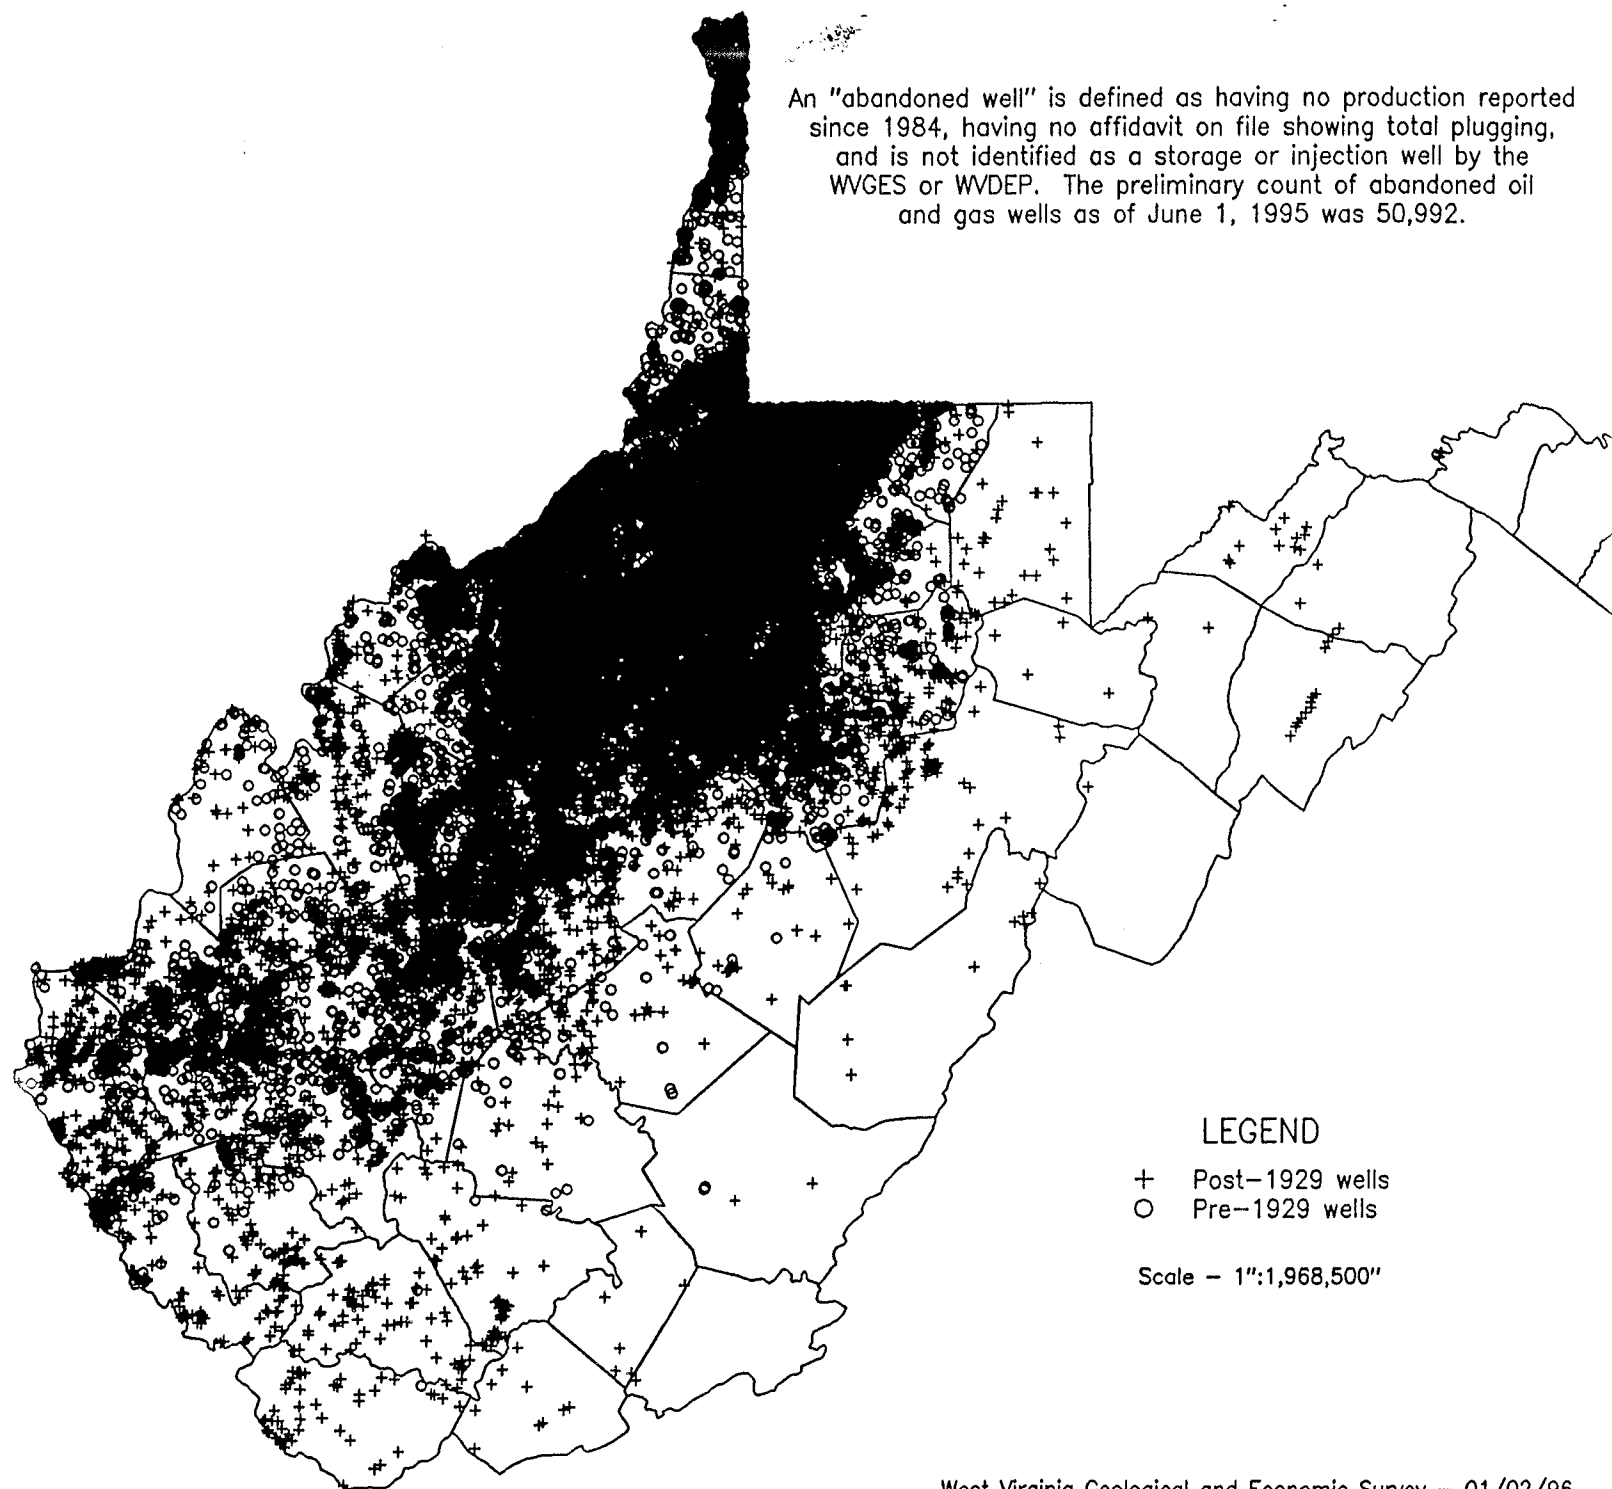 An "abandoned well" is defined as having no production reported
since 1984, having no affidavit on file showing total plugging,
and is not identified as a storage or injection well by the
WVGES or WVDEP.  The preliminary count of abandoned oil
and gas wells as of June 1, 1995 was 50,992.
LEGEND
+ Post-1929 wells
O Pre-1929 wells
Scale - 1":1,968,500"
West Virginia Geological and Economic Survey - 01/02/96